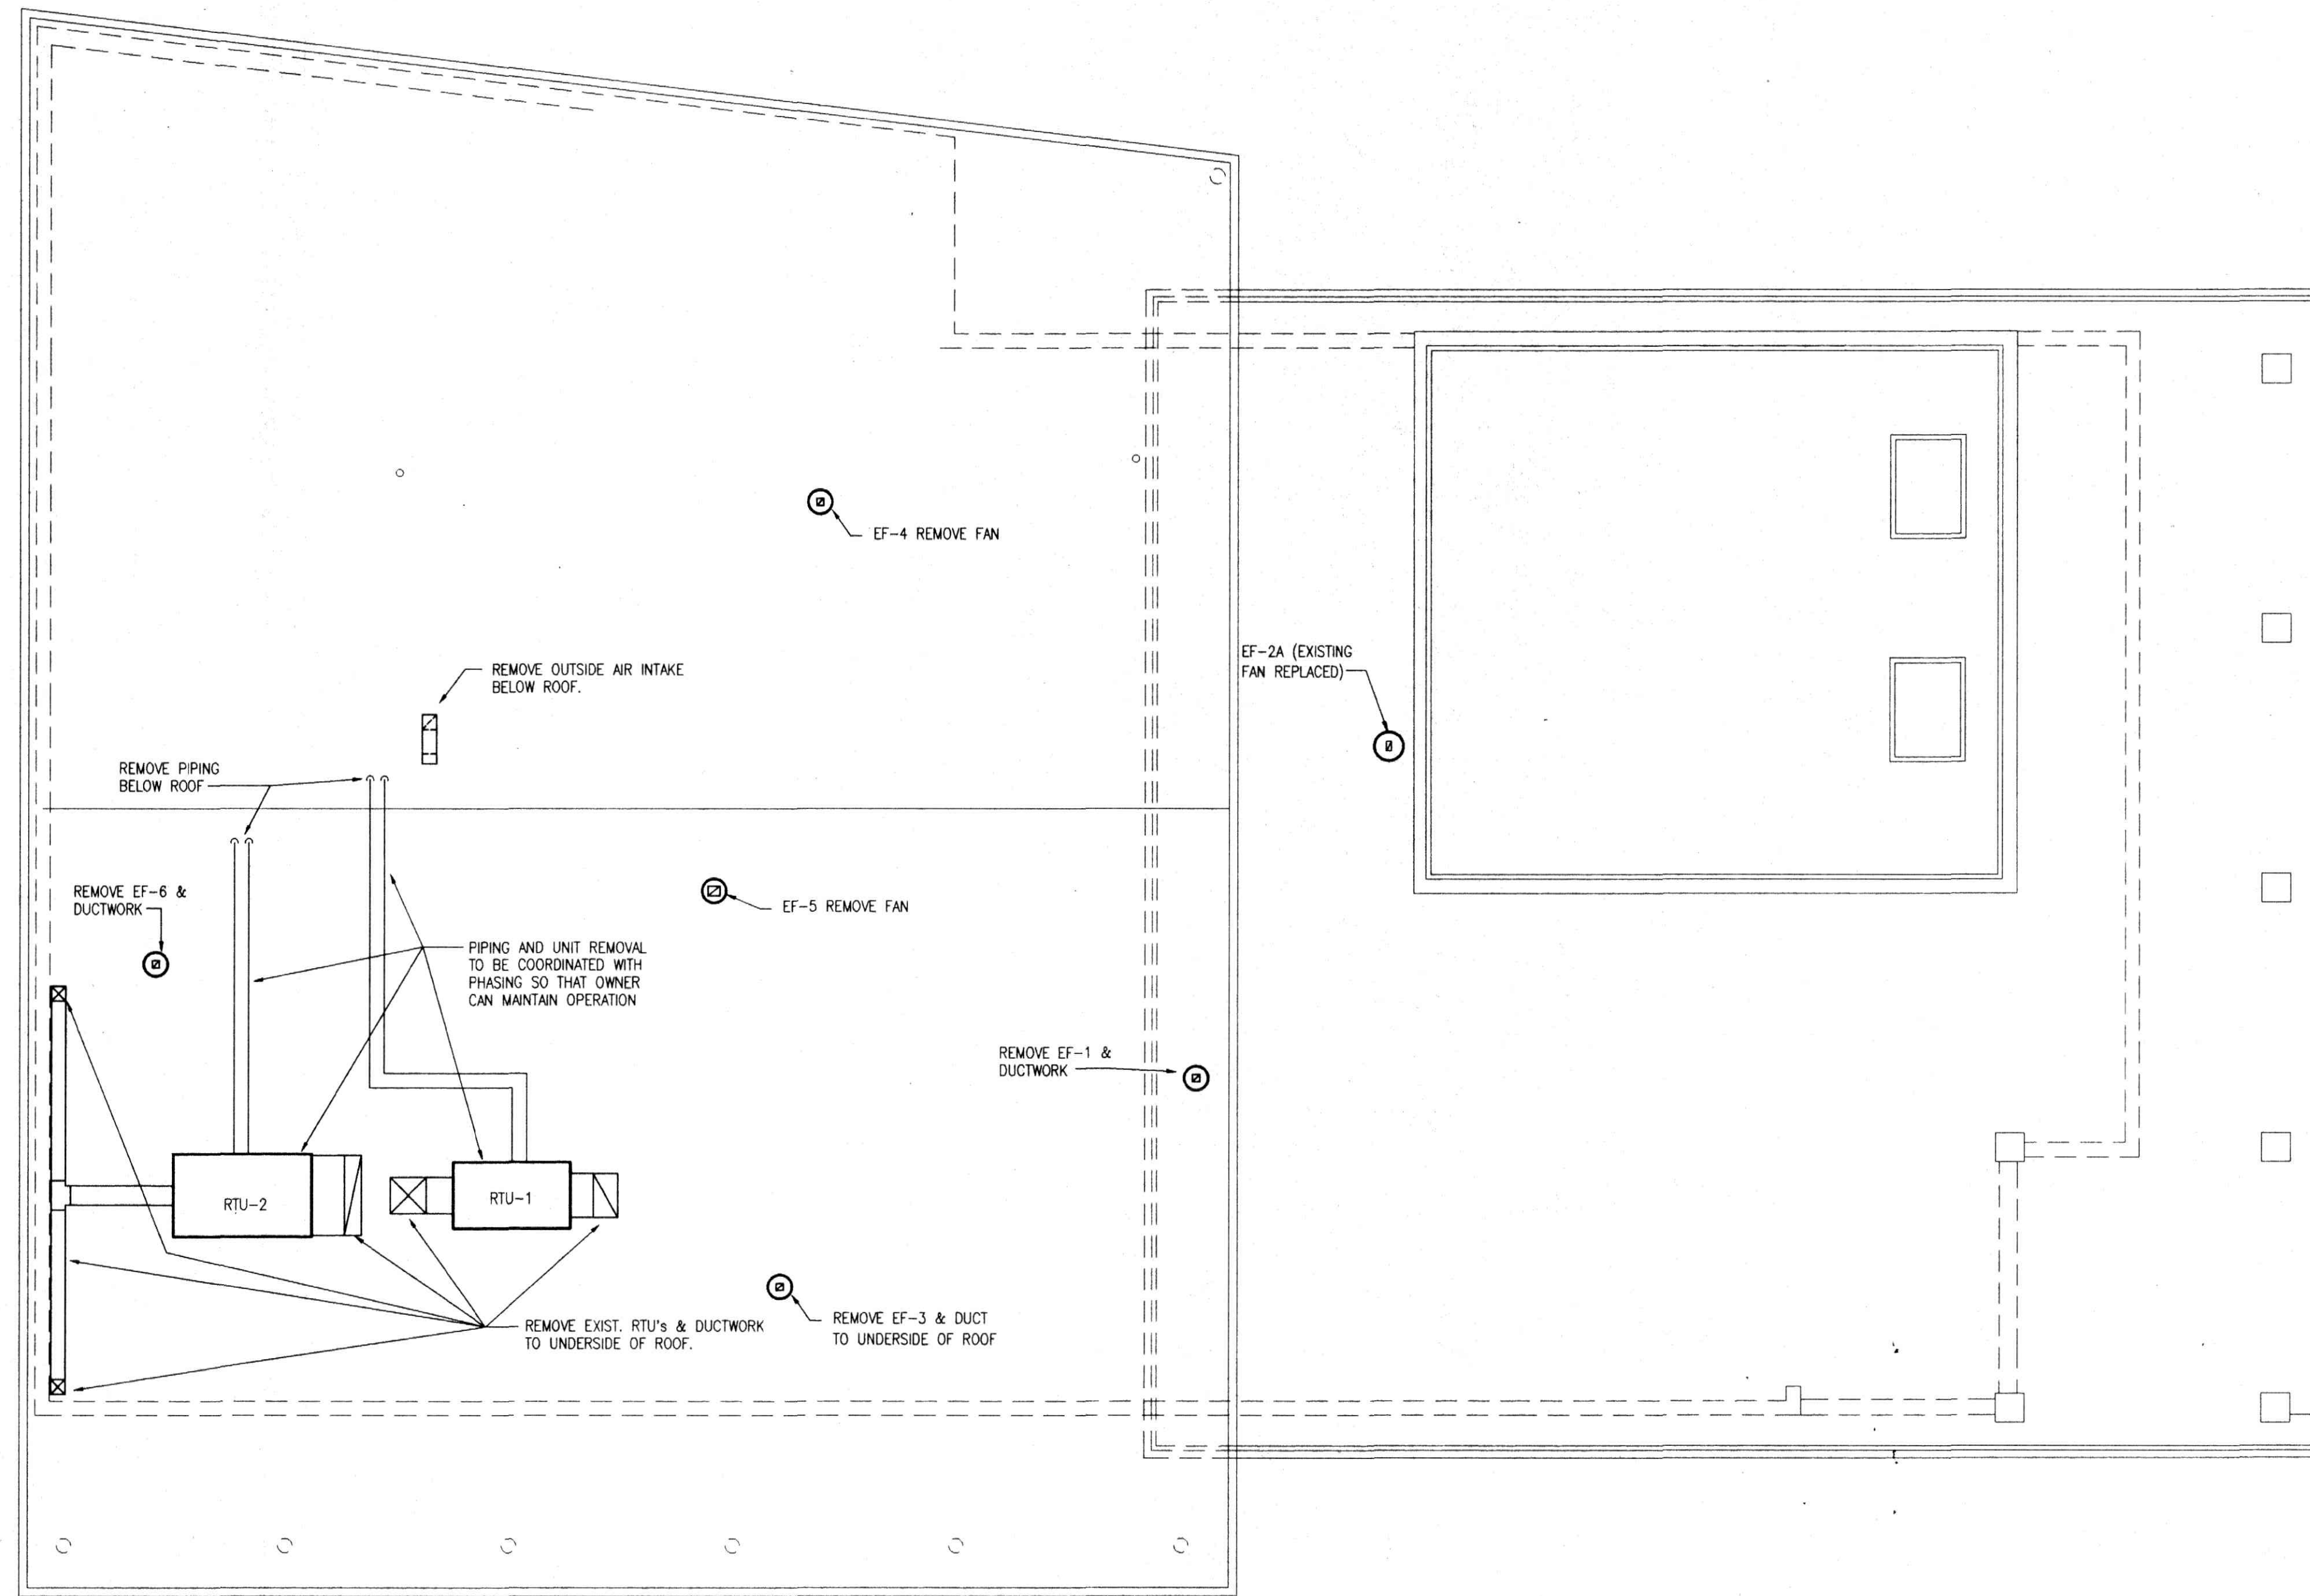 EF-4 REMOVE FAN
REMOVE OUTSIDE AIR INTAKE
BELOW ROOF.
EF-2A (EXISTING
FAN REPLACED)
REMOVE PIPING
BELOW ROOF
REMOVE EF-6 &
DUCTWORK
EF-5 REMOVE FAN
PIPING AND UNIT REMOVAL
TO BE COORDINATED WITH
PHASING SO THAT OWNER
CAN MAINTAIN OPERATION
REMOVE EF-1 &
DUCTWORK
RTU-2
RTU-1
REMOVE EXIST. RTU's & DUCTWORK
TO UNDERSIDE OF ROOF.
REMOVE EF-3 & DUCT
TO UNDERSIDE OF ROOF